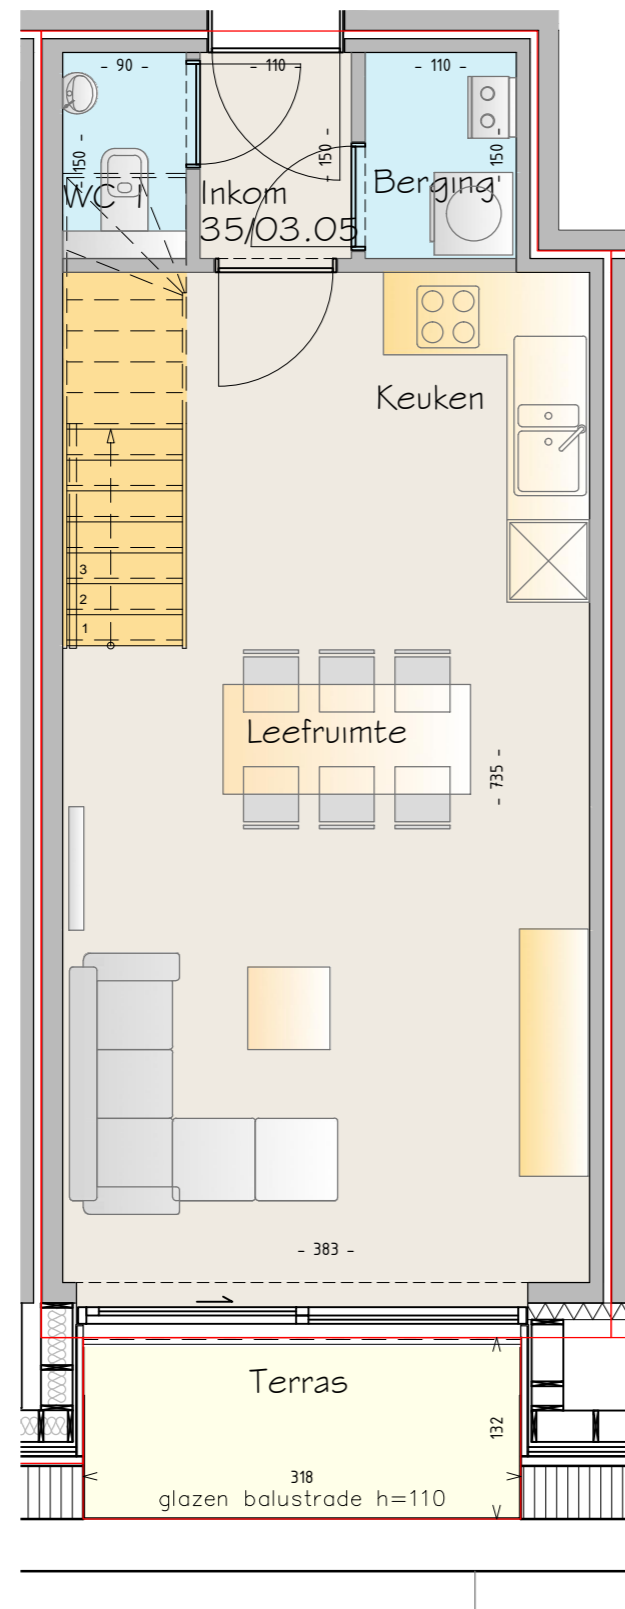 - 90 -
- 110 -
- 110 -
- 150 -
- 150 -
- 150 -
WC 1
Inkom
35/03.05
Berging
Keuken
3
2
1
Leefruimte
- 735 -
- 383 -
Terras
132
318
glazen balustrade h=110